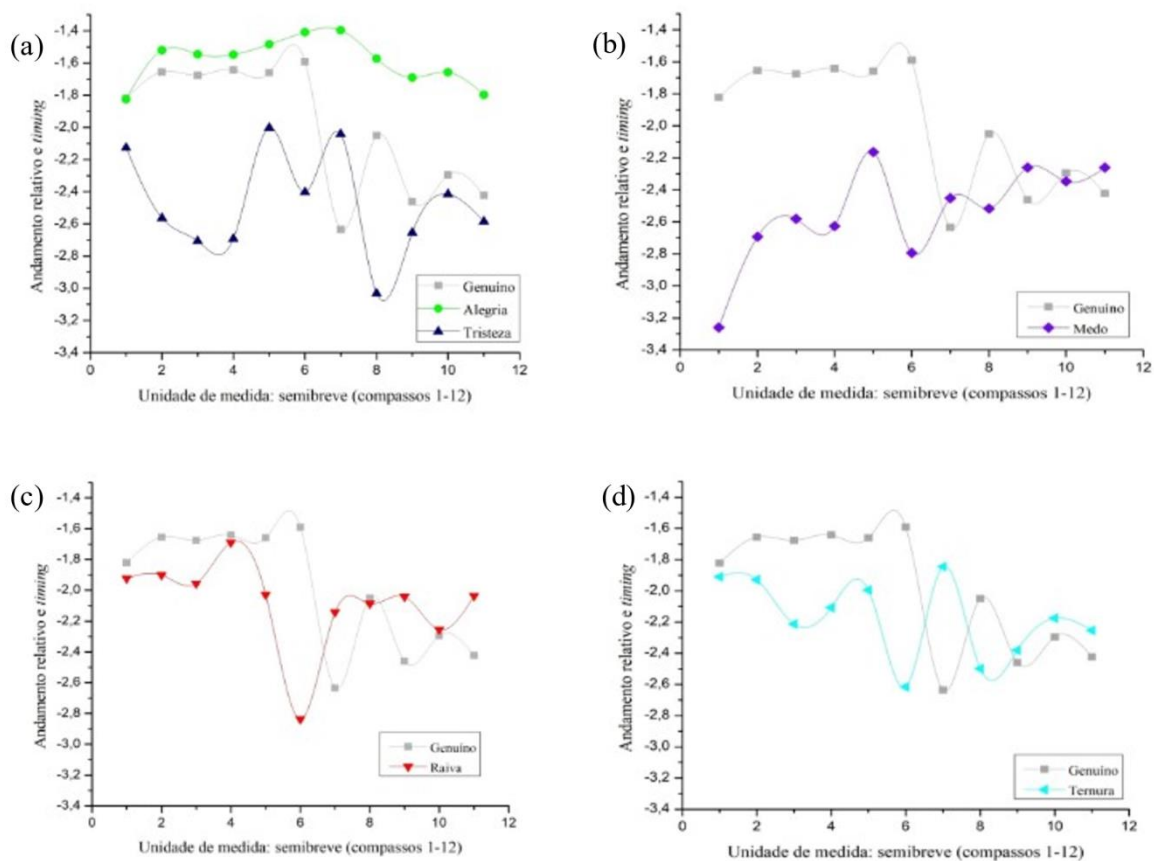 (a)
Andamento relativo e timing
-1,4
-1,6
-1,8
-2,0
-2,2
-2,4
-2,6
-2,8
-3,0
-3,2
-3,4
0 2 4 6 8 10 12
Unidade de medida: semibreve (compassos 1-12)
Genuíno
Alegria
Tristeza
(b)
Andamento relativo e timing
-1,4
-1,6
-1,8
-2,0
-2,2
-2,4
-2,6
-2,8
-3,0
-3,2
-3,4
0 2 4 6 8 10 12
Unidade de medida: semibreve (compassos 1-12)
Genuíno
Medo
(c)
Andamento relativo e timing
-1,4
-1,6
-1,8
-2,0
-2,2
-2,4
-2,6
-2,8
-3,0
-3,2
-3,4
0 2 4 6 8 10 12
Unidade de medida: semibreve (compassos 1-12)
Genuíno
Raiva
(d)
Andamento relativo e timing
-1,4
-1,6
-1,8
-2,0
-2,2
-2,4
-2,6
-2,8
-3,0
-3,2
-3,4
0 2 4 6 8 10 12
Unidade de medida: semibreve (compassos 1-12)
Genuíno
Ternura